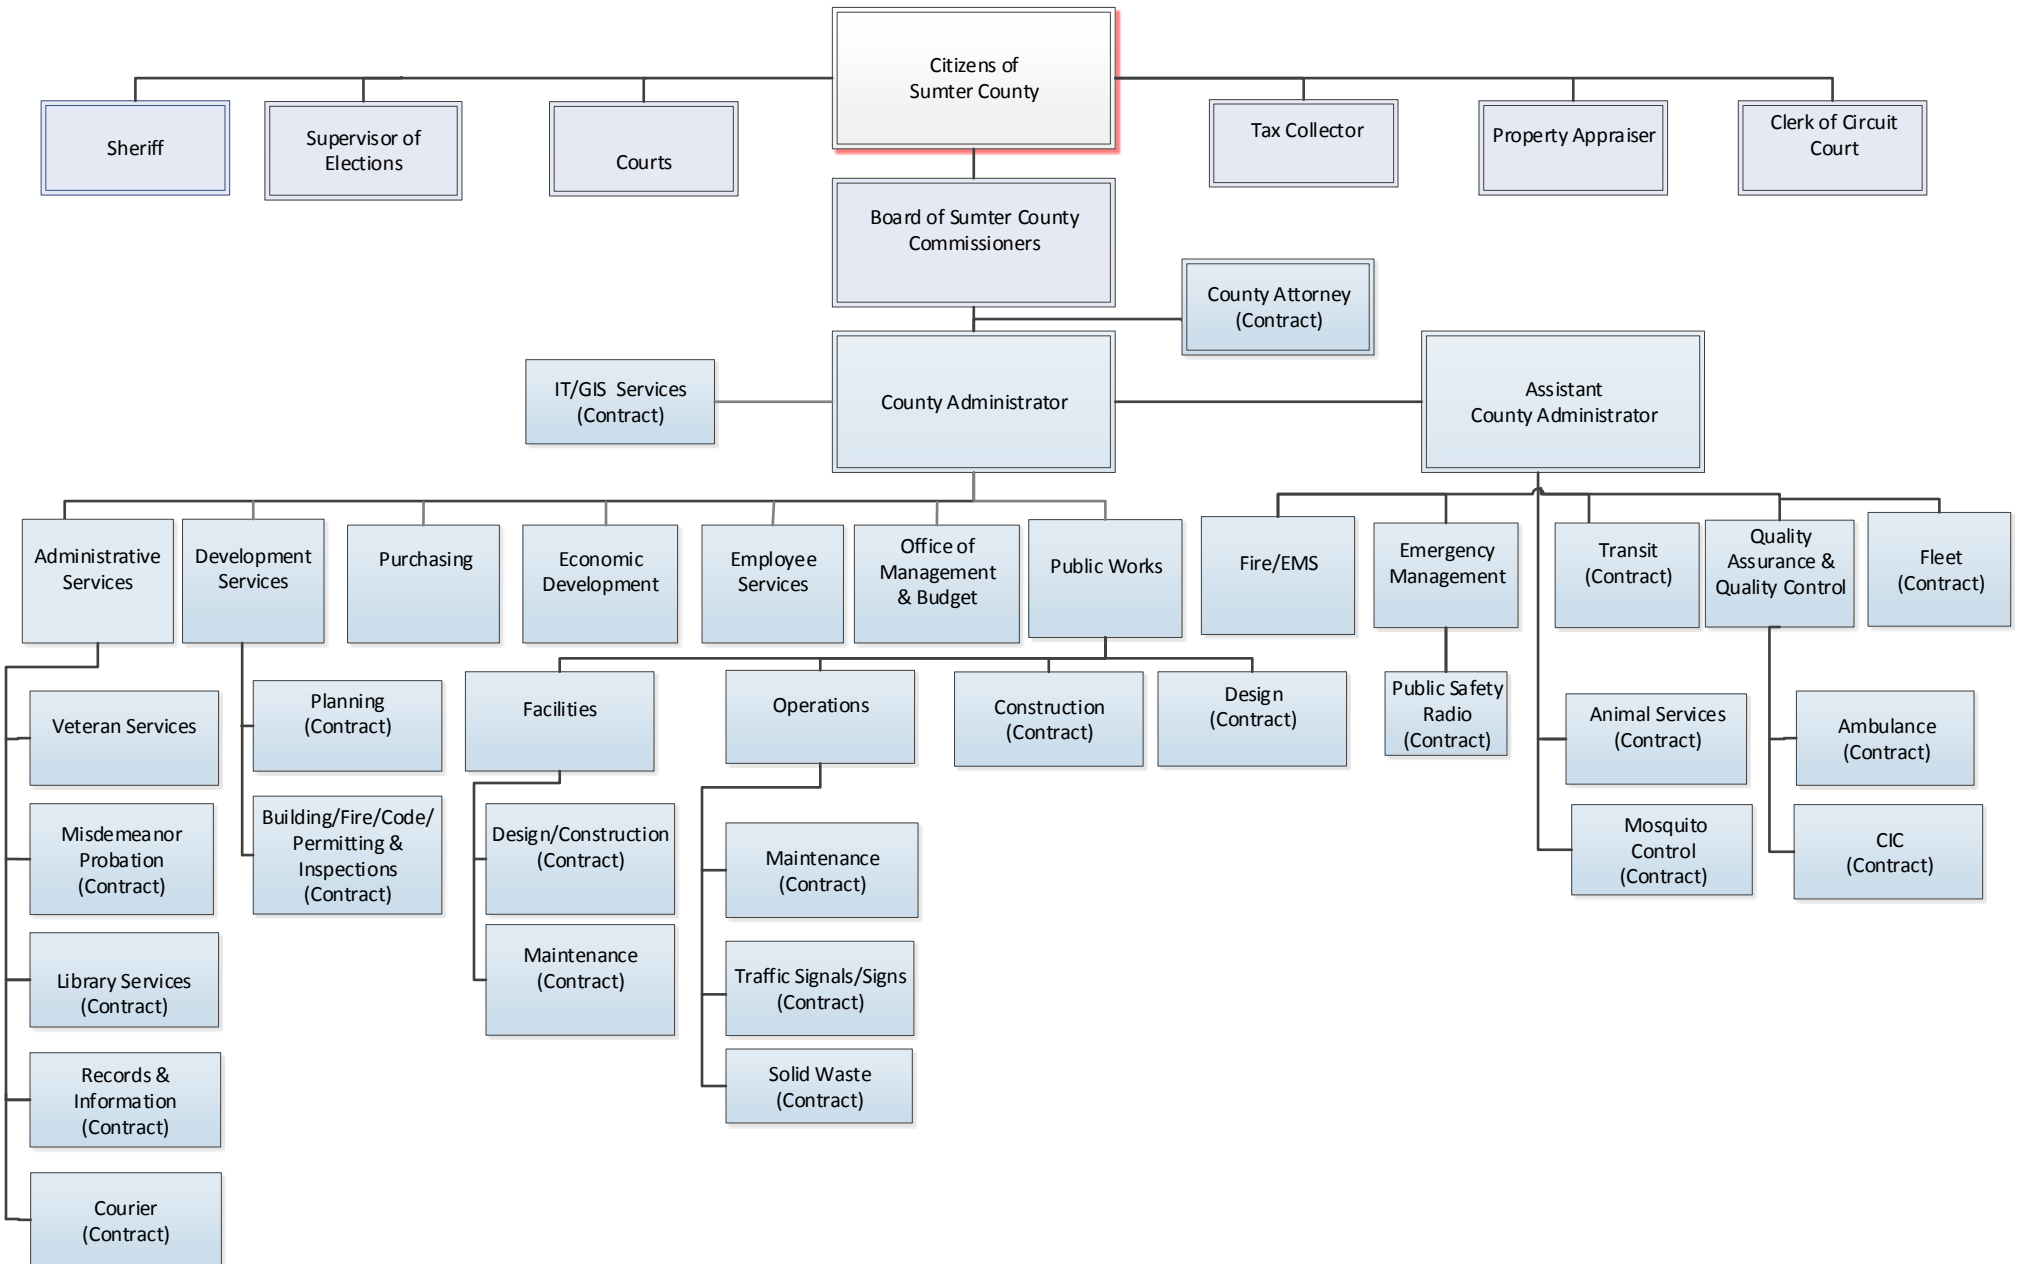 Citizens of
Sumter County
Sheriff
Supervisor of
Elections
Courts
Tax Collector
Property Appraiser
Clerk of Circuit
Court
Board of Sumter County
Commissioners
County Attorney
(Contract)
IT/GIS  Services
(Contract)
County Administrator
Assistant
County Administrator
Administrative
Services
Development
Services
Purchasing
Economic
Development
Employee
Services
Office of
Management
& Budget
Public Works
Fire/EMS
Emergency
Management
Transit
(Contract)
Quality
Assurance &
Quality Control
Fleet
(Contract)
Veteran Services
Planning
(Contract)
Facilities
Operations
Construction
(Contract)
Design
(Contract)
Public Safety
Radio
(Contract)
Animal Services
(Contract)
Ambulance
(Contract)
Misdemeanor
Probation
(Contract)
Building/Fire/Code/
Permitting &
Inspections
(Contract)
Design/Construction
(Contract)
Maintenance
(Contract)
Mosquito
Control
(Contract)
CIC
(Contract)
Library Services
(Contract)
Maintenance
(Contract)
Traffic Signals/Signs
(Contract)
Records &
Information
(Contract)
Solid Waste
(Contract)
Courier
(Contract)